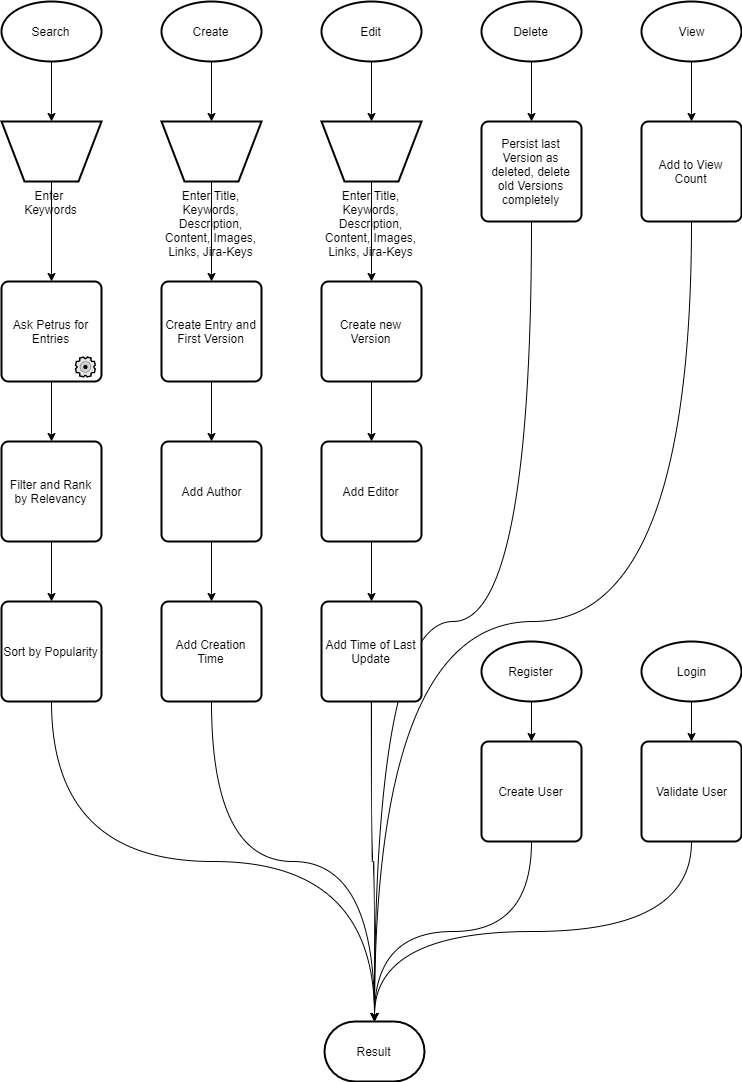 Search
Create
Edit
Delete
View
Enter
Keywords
Enter Title,
Keywords,
Description,
Content, Images,
Links, Jira-Keys
Enter Title,
Keywords,
Description,
Content, Images,
Links, Jira-Keys
Persist last
Version as
deleted, delete
old Versions
completely
Add to View
Count
Ask Petrus for
Entries
Create Entry and
First Version
Create new
Version
Filter and Rank
by Relevancy
Add Author
Add Editor
Sort by Popularity
Add Creation
Time
Add Time of Last
Update
Register
Login
Create User
Validate User
Result